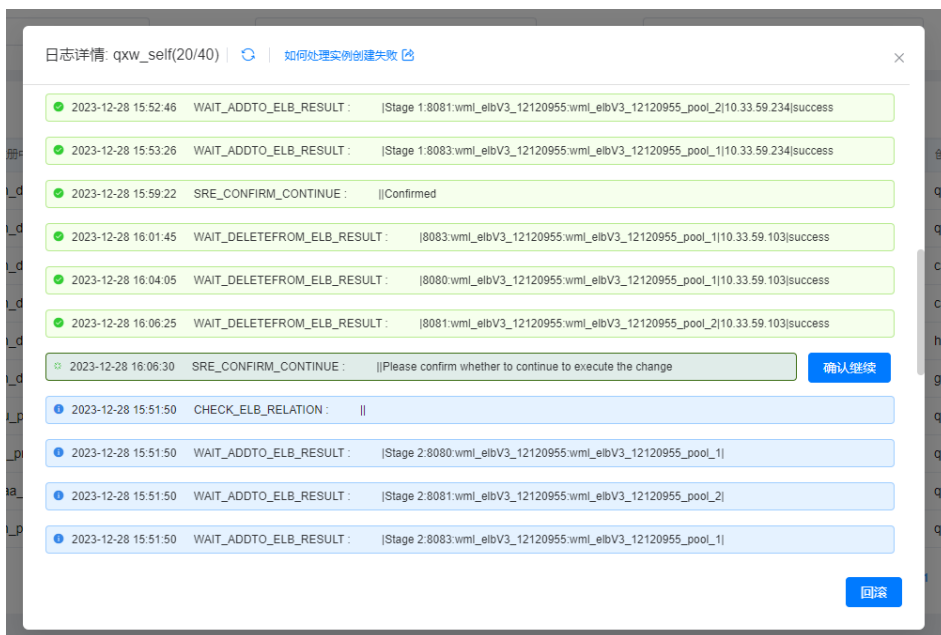 日志详情: qxw_self(20/40) 如何处理实例创建失败
2023-12-28 15:52:46 WAIT_ADDTO_ELB_RESULT : |Stage 1:8081:wml_elbV3_12120955:wml_elbV3_12120955_pool_2|10.33.59.234|success
2023-12-28 15:53:26 WAIT_ADDTO_ELB_RESULT : |Stage 1:8083:wml_elbV3_12120955:wml_elbV3_12120955_pool_1|10.33.59.234|success
2023-12-28 15:59:22 SRE_CONFIRM_CONTINUE : ||Confirmed
2023-12-28 16:01:45 WAIT_DELETEFROM_ELB_RESULT : |8083:wml_elbV3_12120955:wml_elbV3_12120955_pool_1|10.33.59.103|success
2023-12-28 16:04:05 WAIT_DELETEFROM_ELB_RESULT : |8080:wml_elbV3_12120955:wml_elbV3_12120955_pool_1|10.33.59.103|success
2023-12-28 16:06:25 WAIT_DELETEFROM_ELB_RESULT : |8081:wml_elbV3_12120955:wml_elbV3_12120955_pool_2|10.33.59.103|success
2023-12-28 16:06:30 SRE_CONFIRM_CONTINUE : ||Please confirm whether to continue to execute the change 确认继续
2023-12-28 15:51:50 CHECK_ELB_RELATION : ||
2023-12-28 15:51:50 WAIT_ADDTO_ELB_RESULT : |Stage 2:8080:wml_elbV3_12120955:wml_elbV3_12120955_pool_1|
2023-12-28 15:51:50 WAIT_ADDTO_ELB_RESULT : |Stage 2:8081:wml_elbV3_12120955:wml_elbV3_12120955_pool_2|
2023-12-28 15:51:50 WAIT_ADDTO_ELB_RESULT : |Stage 2:8083:wml_elbV3_12120955:wml_elbV3_12120955_pool_1|
回滚